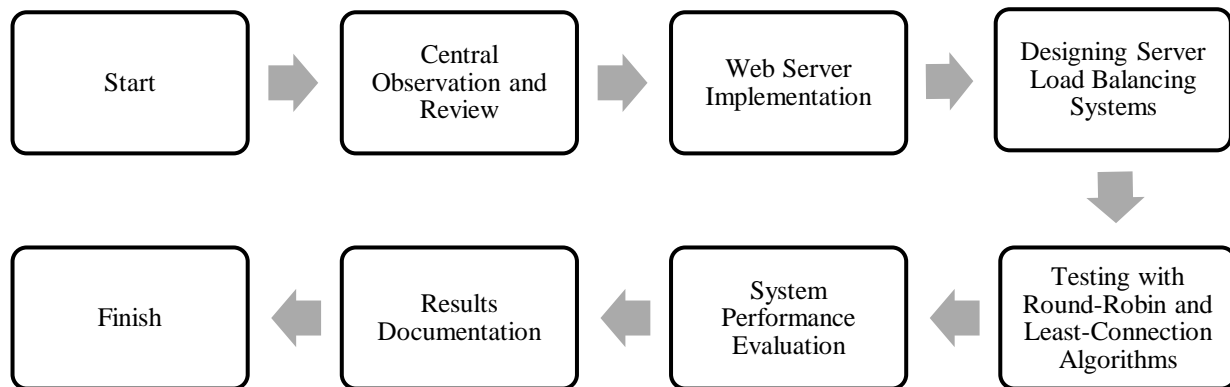 Start
Central
Observation and
Review
Web Server
Implementation
Designing Server
Load Balancing
Systems
Testing with
Round-Robin and
Least-Connection
Algorithms
System
Performance
Evaluation
Results
Documentation
Finish